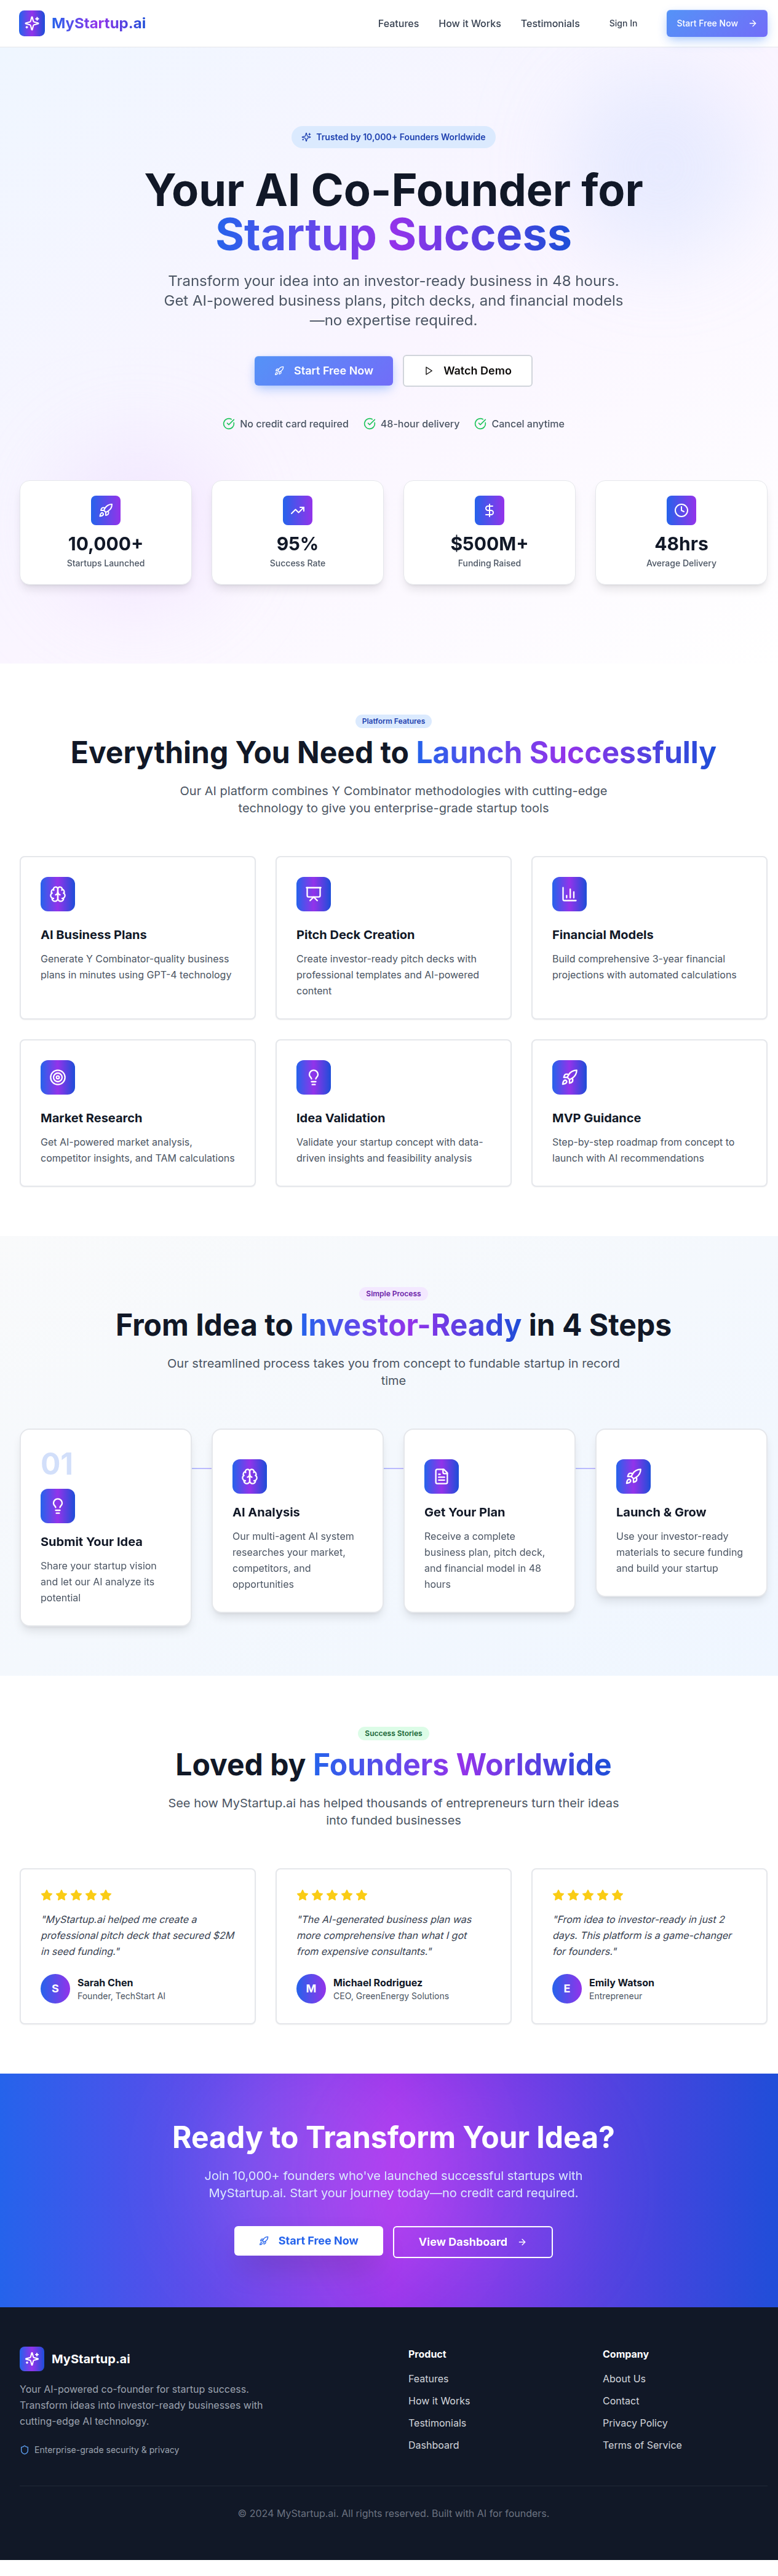 MyStartup.ai
Features How it Works Testimonials Sign In Start Free Now
Trusted by 10,000+ Founders Worldwide
Your AI Co-Founder for
Startup Success
Transform your idea into an investor-ready business in 48 hours.
Get AI-powered business plans, pitch decks, and financial models
—no expertise required.
Start Free Now Watch Demo
No credit card required 48-hour delivery Cancel anytime
10,000+
Startups Launched
95%
Success Rate
$500M+
Funding Raised
48hrs
Average Delivery
Platform Features
Everything You Need to Launch Successfully
Our AI platform combines Y Combinator methodologies with cutting-edge
technology to give you enterprise-grade startup tools
AI Business Plans
Generate Y Combinator-quality business
plans in minutes using GPT-4 technology
Pitch Deck Creation
Create investor-ready pitch decks with
professional templates and AI-powered
content
Financial Models
Build comprehensive 3-year financial
projections with automated calculations
Market Research
Get AI-powered market analysis,
competitor insights, and TAM calculations
Idea Validation
Validate your startup concept with data-
driven insights and feasibility analysis
MVP Guidance
Step-by-step roadmap from concept to
launch with AI recommendations
Simple Process
From Idea to Investor-Ready in 4 Steps
Our streamlined process takes you from concept to fundable startup in record
time
01
Submit Your Idea
Share your startup vision
and let our AI analyze its
potential
AI Analysis
Our multi-agent AI system
researches your market,
competitors, and
opportunities
Get Your Plan
Receive a complete
business plan, pitch deck,
and financial model in 48
hours
Launch & Grow
Use your investor-ready
materials to secure funding
and build your startup
Success Stories
Loved by Founders Worldwide
See how MyStartup.ai has helped thousands of entrepreneurs turn their ideas
into funded businesses
"MyStartup.ai helped me create a
professional pitch deck that secured $2M
in seed funding."
S
Sarah Chen
Founder, TechStart AI
"The AI-generated business plan was
more comprehensive than what I got
from expensive consultants."
M
Michael Rodriguez
CEO, GreenEnergy Solutions
"From idea to investor-ready in just 2
days. This platform is a game-changer
for founders."
E
Emily Watson
Entrepreneur
Ready to Transform Your Idea?
Join 10,000+ founders who've launched successful startups with
MyStartup.ai. Start your journey today—no credit card required.
Start Free Now View Dashboard
MyStartup.ai
Your AI-powered co-founder for startup success.
Transform ideas into investor-ready businesses with
cutting-edge AI technology.
Enterprise-grade security & privacy
Product
Features
How it Works
Testimonials
Dashboard
Company
About Us
Contact
Privacy Policy
Terms of Service
© 2024 MyStartup.ai. All rights reserved. Built with AI for founders.